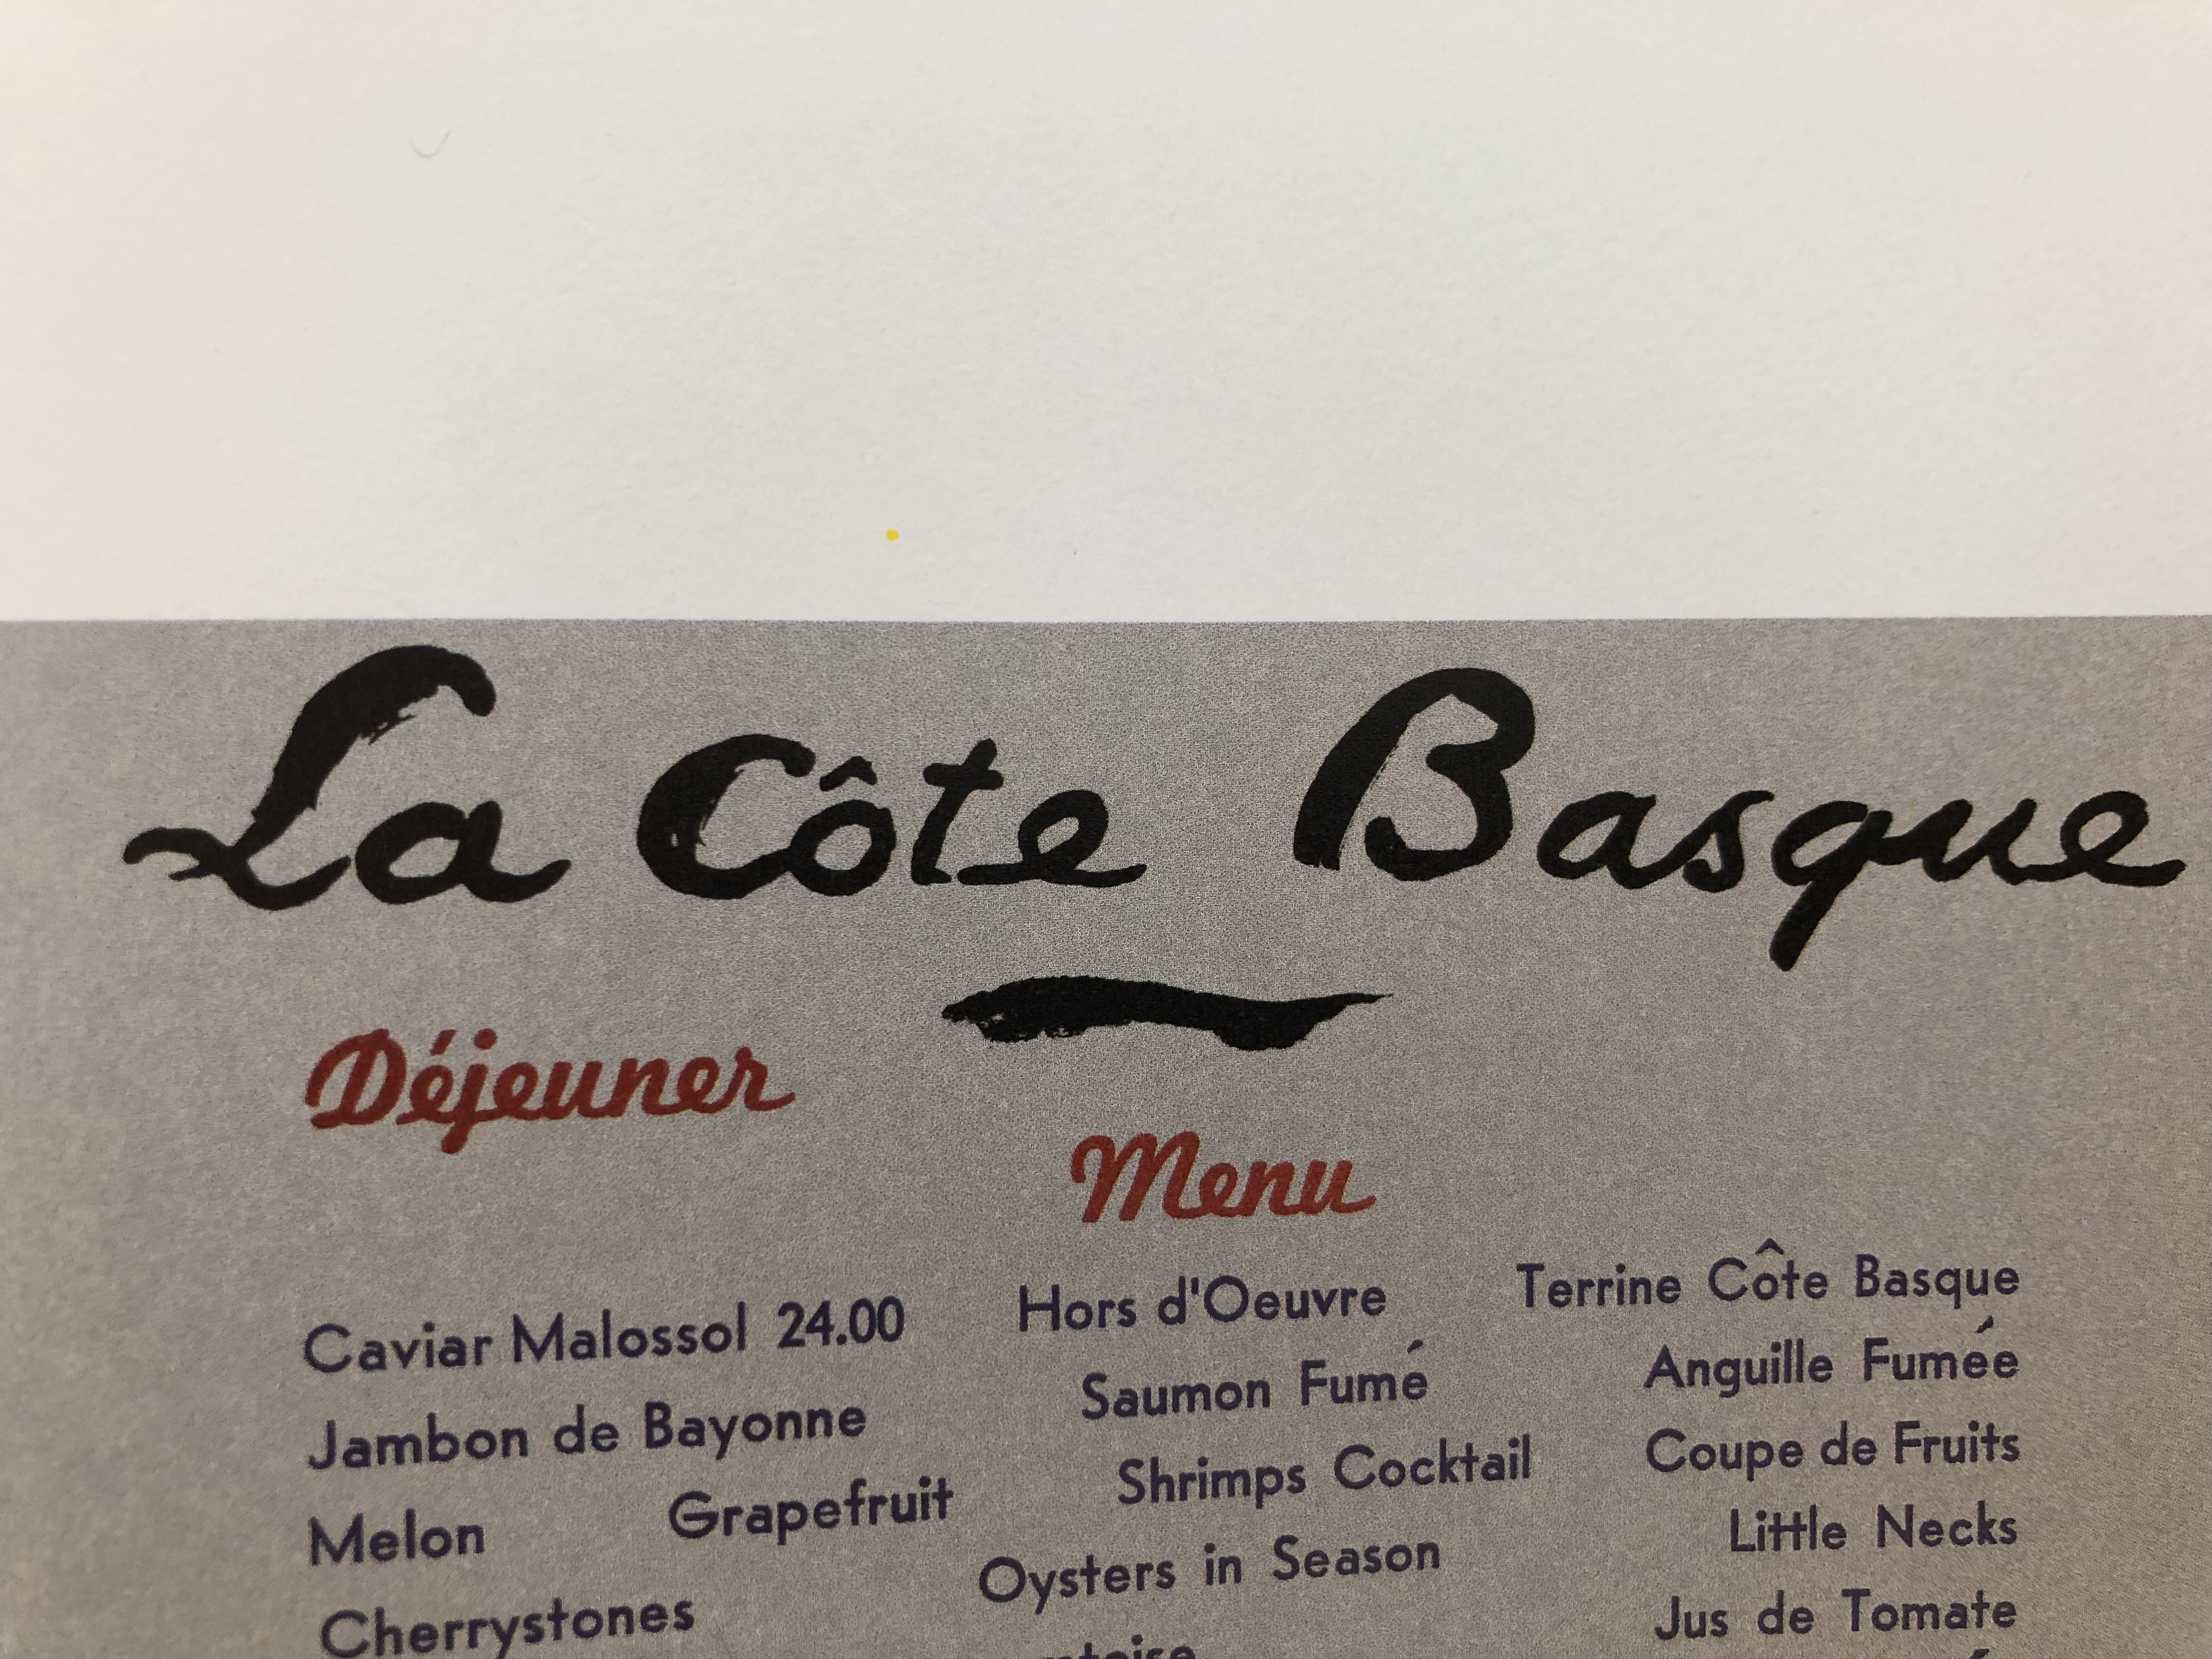 La Côte Basque
Déjeuner
Menu
Caviar Malossol 24.00 Hors d'Oeuvre Terrine Côte Basque
Jambon de Bayonne Saumon Fumé Anguille Fumée
Melon Grapefruit Shrimps Cocktail Coupe de Fruits
Cherrystones Oysters in Season Little Necks
Jus de Tomate